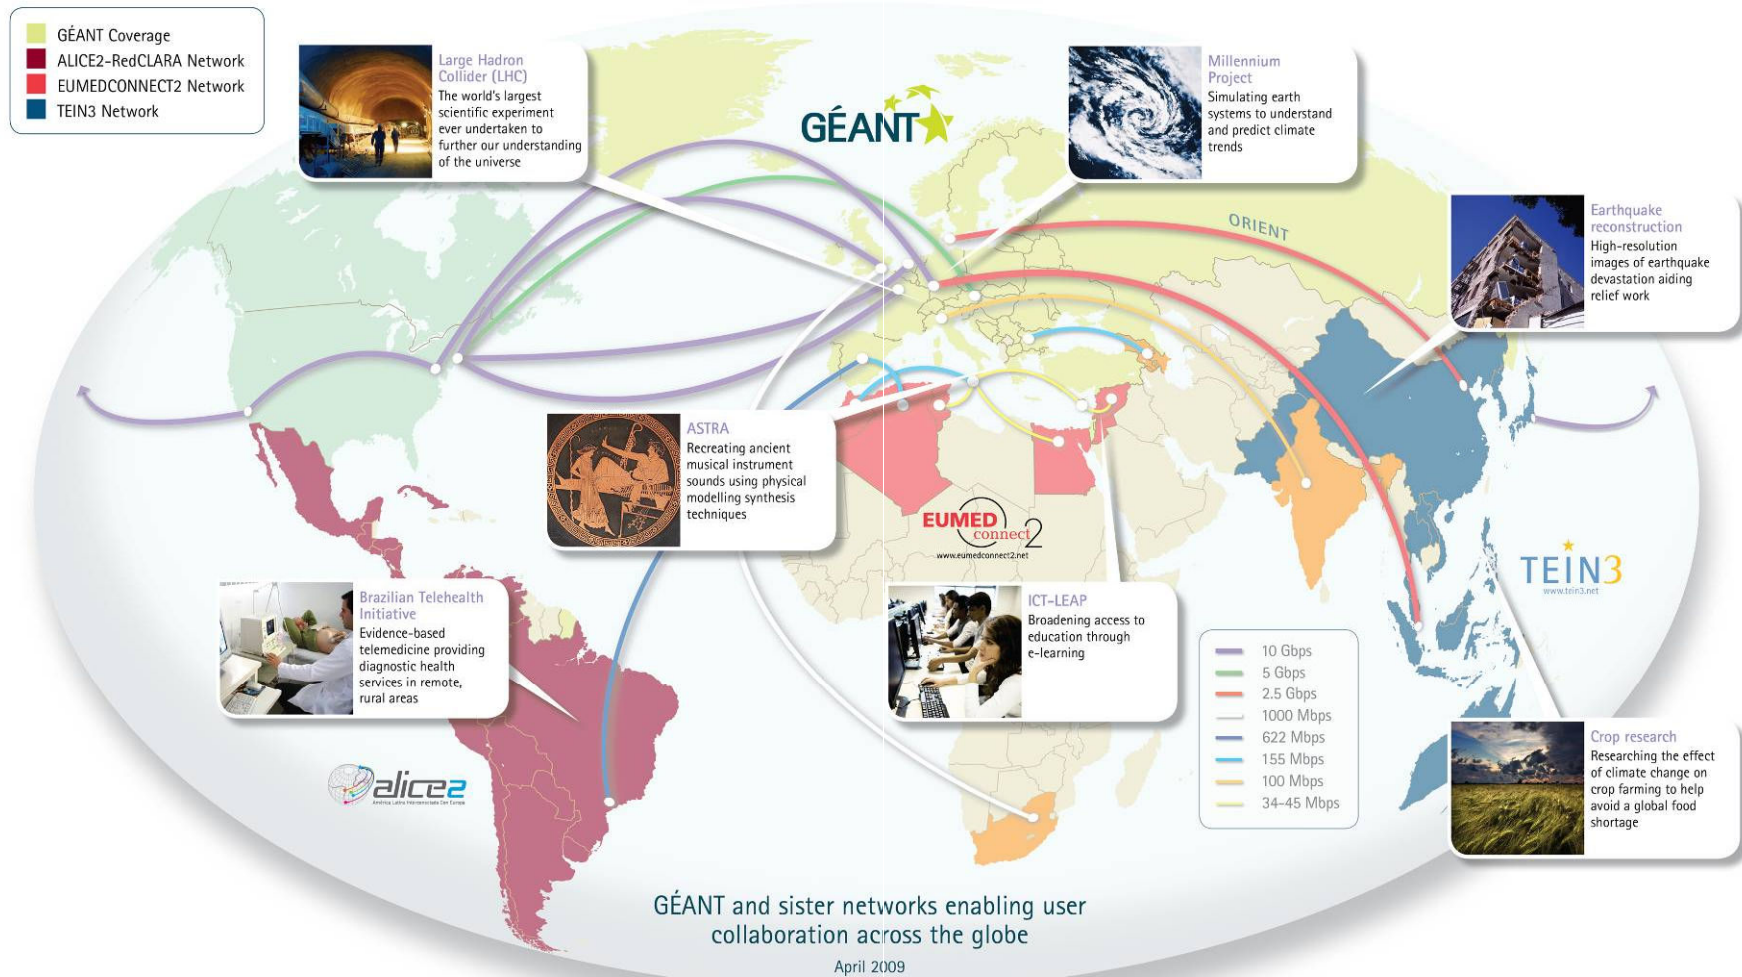 GÉANT Coverage
ALICE2-RedCLARA Network
EUMEDCONNECT2 Network
TEIN3 Network
Large Hadron
Collider (LHC)
The world's largest
scientific experiment
ever undertaken to
further our understanding
of the universe
GÉANT
Millennium
Project
Simulating earth
systems to understand
and predict climate
trends
ORIENT
Earthquake
reconstruction
High-resolution
images of earthquake
devastation aiding
relief work
ASTRA
Recreating ancient
musical instrument
sounds using physical
modelling synthesis
techniques
EUMED
connect2
www.eumedconnect2.net
TEIN3
www.tein3.net
Brazilian Telehealth
Initiative
Evidence-based
telemedicine providing
diagnostic health
services in remote,
rural areas
ICT-LEAP
Broadening access to
education through
e-learning
10 Gbps
5 Gbps
2.5 Gbps
1000 Mbps
622 Mbps
155 Mbps
100 Mbps
34-45 Mbps
Crop research
Researching the effect
of climate change on
crop farming to help
avoid a global food
shortage
alice2
América Latina Interconectada Con Europa
GÉANT and sister networks enabling user
collaboration across the globe
April 2009